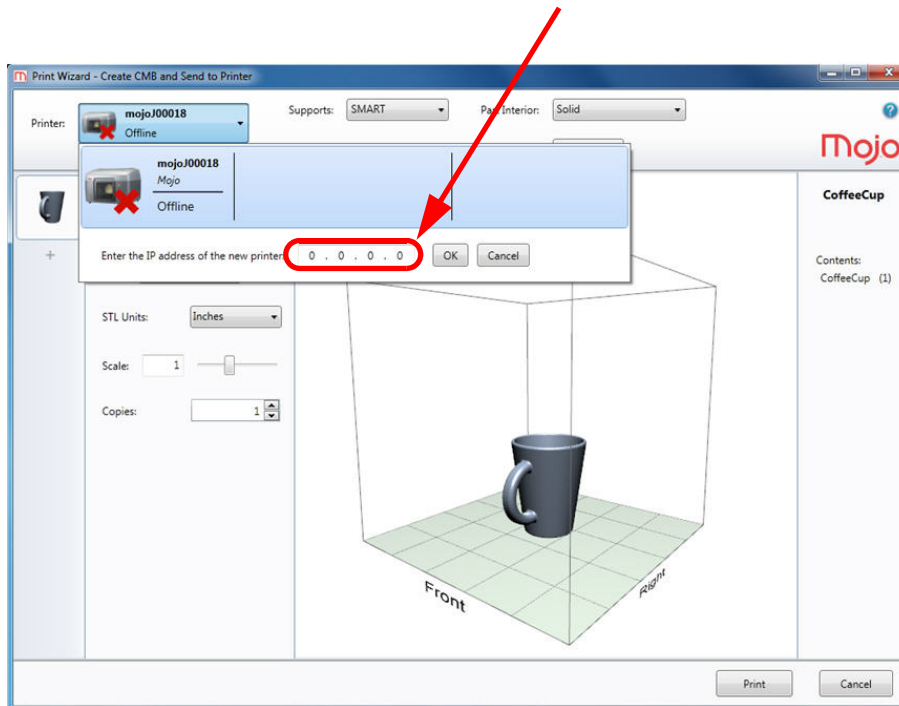 Print Wizard - Create CMB and Send to Printer
Printer:
mojoJ00018
Offline
Supports:
SMART
Part Interior:
Solid
Mojo
mojoJ00018
Mojo
Offline
Enter the IP address of the new printer
0 . 0 . 0 . 0
OK
Cancel
STL Units:
Inches
Scale:
1
Copies:
1
Front
Right
CoffeeCup
Contents:
CoffeeCup (1)
Print
Cancel